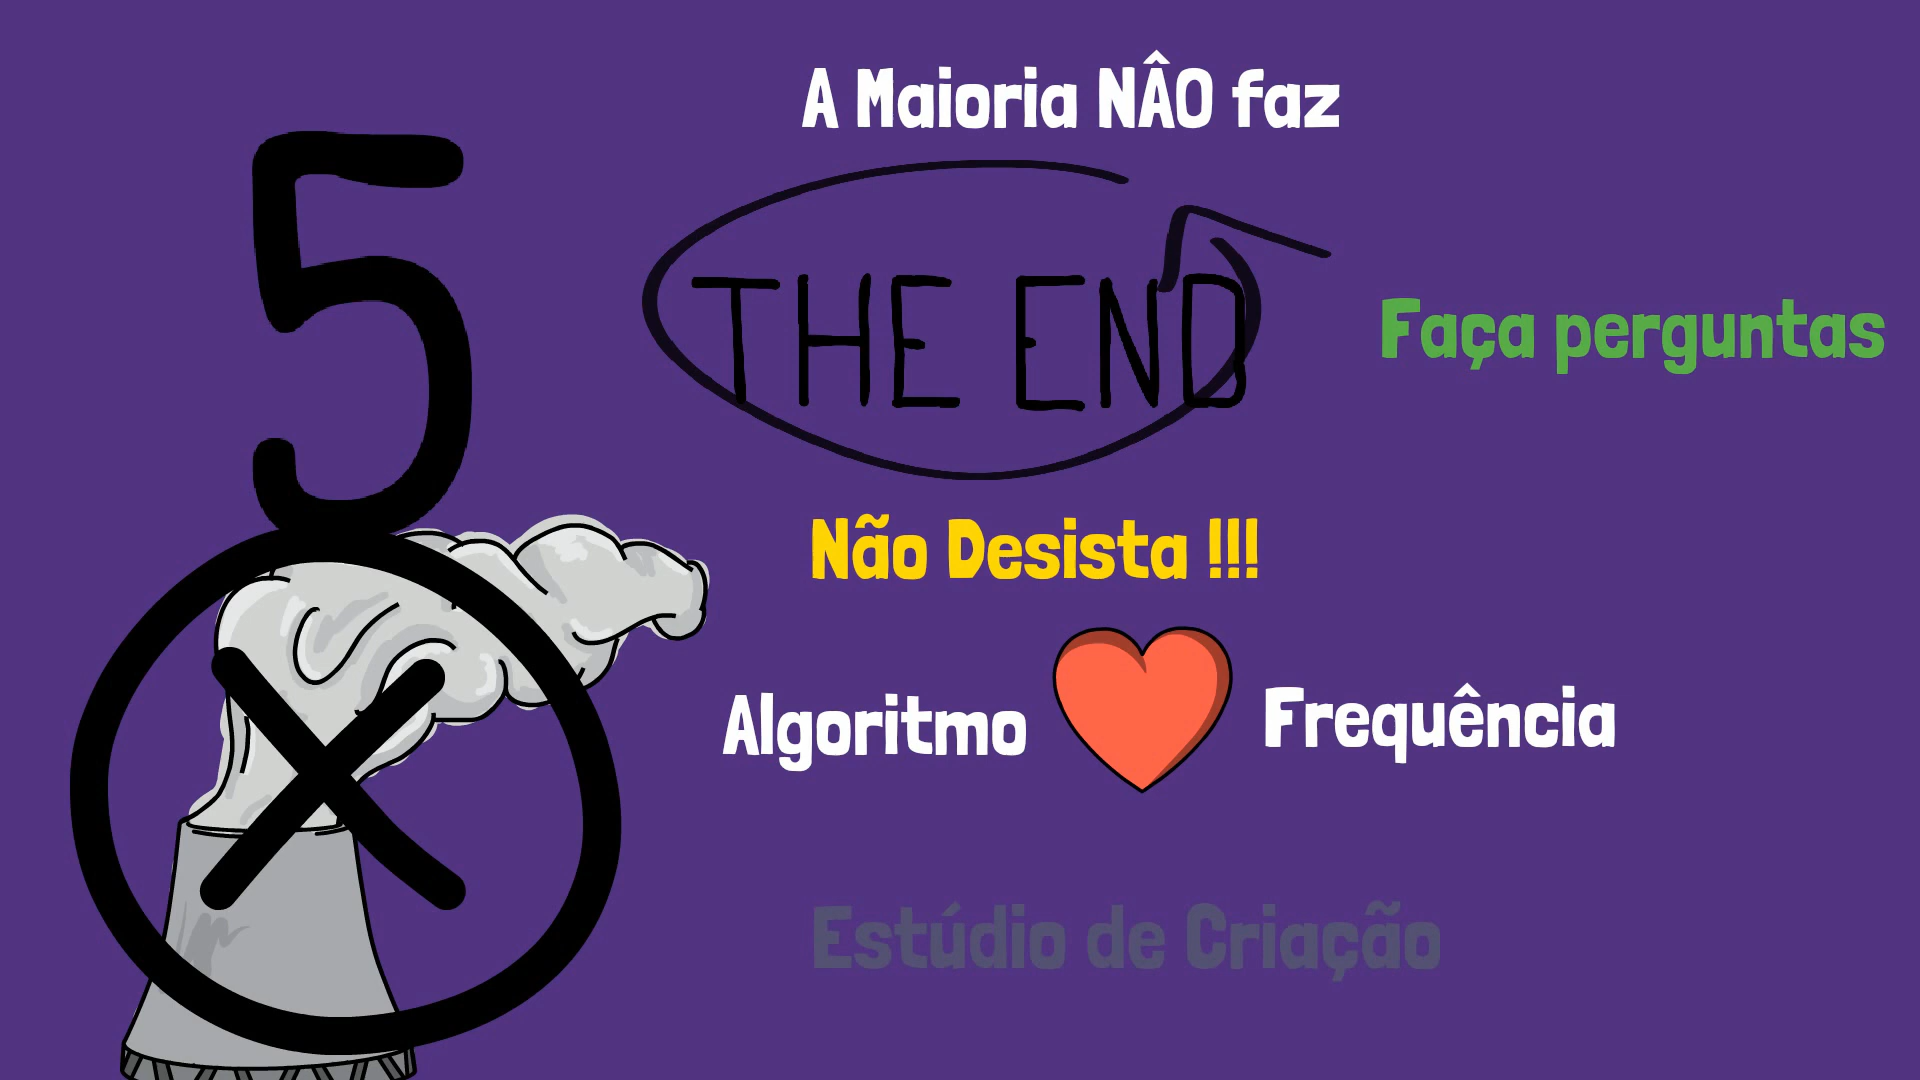 A Maioria NÂO faz
5
THE END
Faça perguntas
Não Desista !!!
Algoritmo
Frequência
Estúdio de Criação